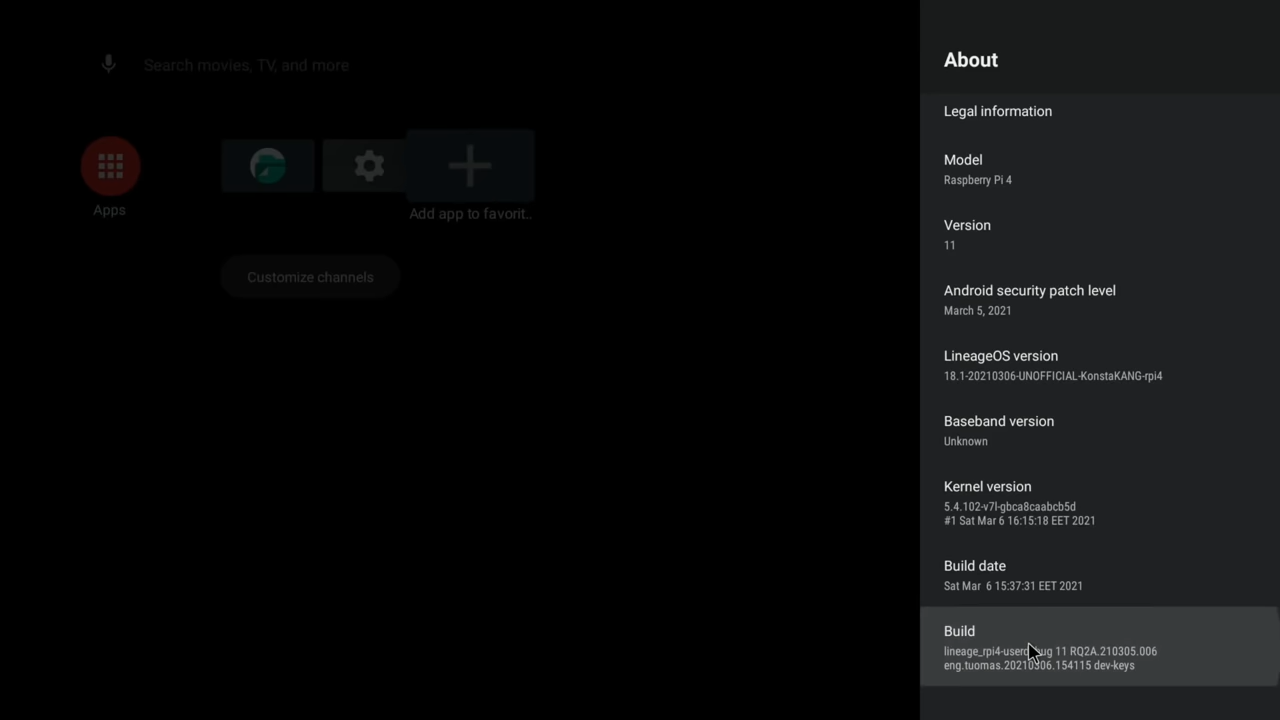 Search movies, TV, and more
Apps
Add app to favorit..
Customize channels
About
Legal information
Model
Raspberry Pi 4
Version
11
Android security patch level
March 5, 2021
LineageOS version
18.1-20210306-UNOFFICIAL-KonstaKANG-rpi4
Baseband version
Unknown
Kernel version
5.4.102-v7l-gbca8caabcb5d
#1 Sat Mar 6 16:15:18 EET 2021
Build date
Sat Mar  6 15:37:31 EET 2021
Build
lineage_rpi4-userdebug 11 RQ2A.210305.006
eng.tuomas.20210306.154115 dev-keys